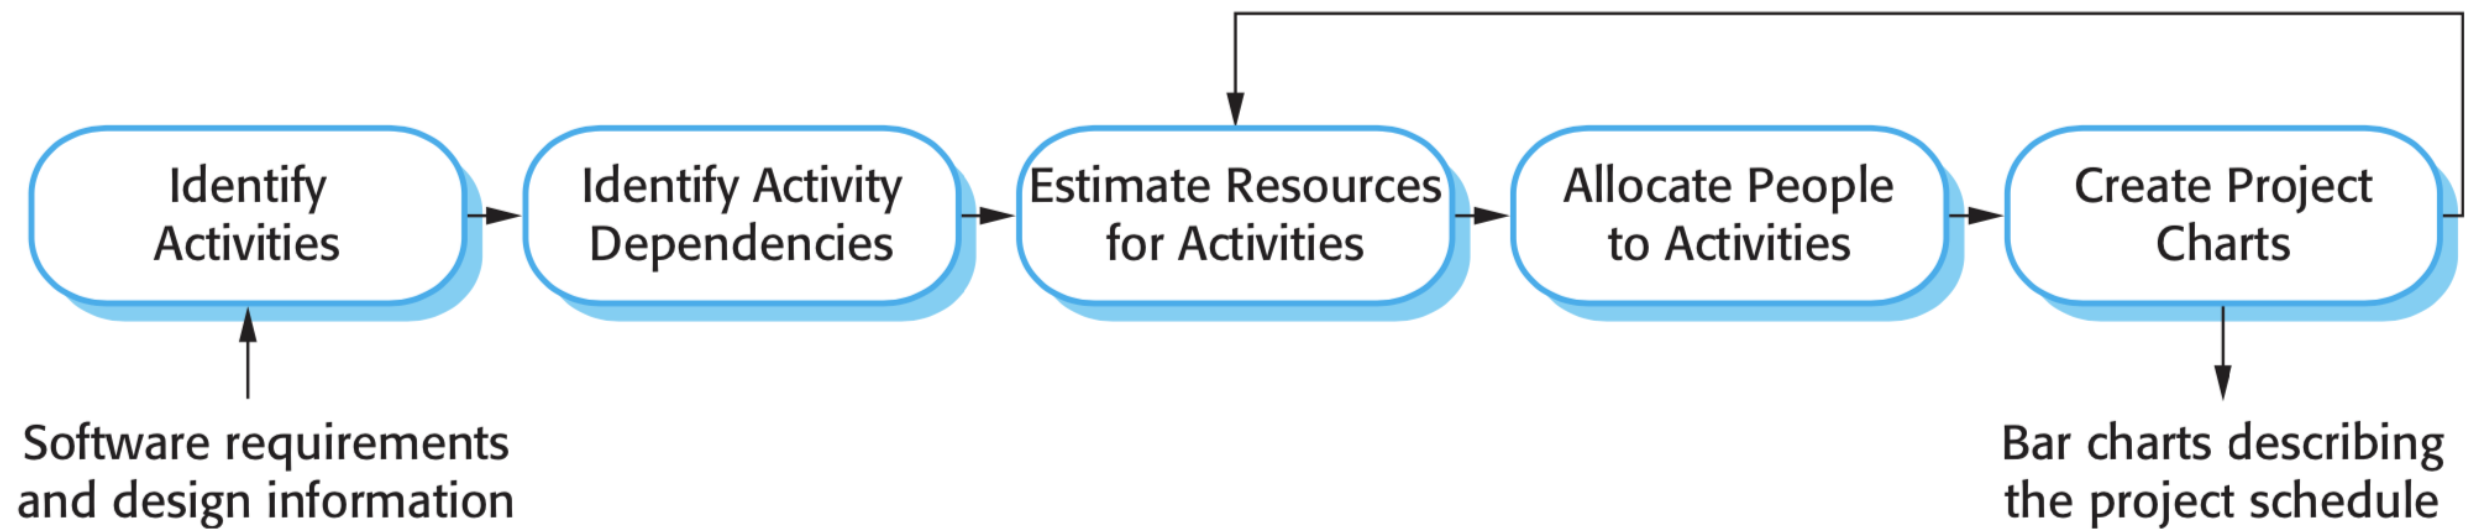 Identify
Activities
Identify Activity
Dependencies
Estimate Resources
for Activities
Allocate People
to Activities
Create Project
Charts
Software requirements
and design information
Bar charts describing
the project schedule